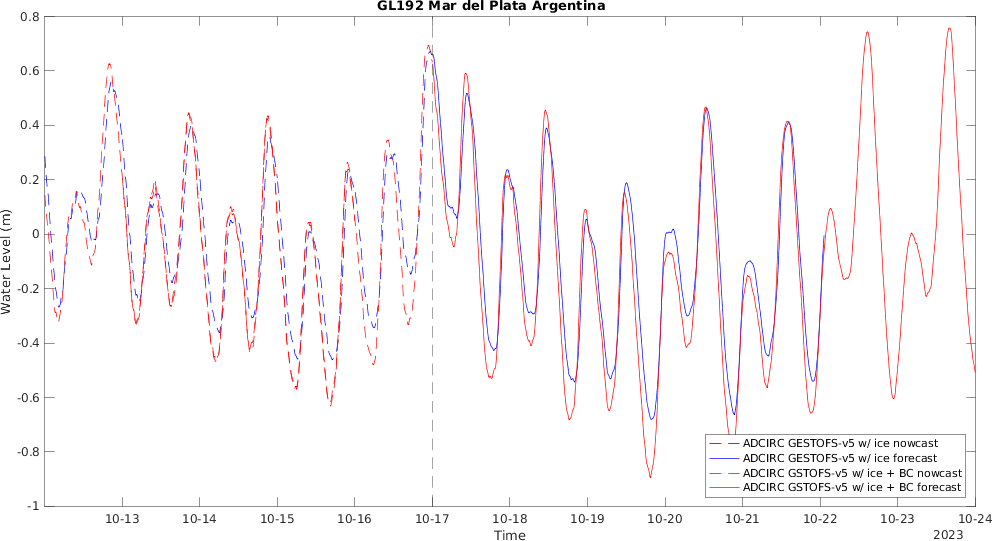 GL192 Mar del Plata Argentina
0.8
0.6
0.4
0.2
0
-0.2
-0.4
-0.6
-0.8
-1
Water Level (m)
10-13 10-14 10-15 10-16 10-17 10-18 10-19 10-20 10-21 10-22 10-23 10-24
Time
2023
ADCIRC GESTOFS-v5 w/ ice nowcast
ADCIRC GESTOFS-v5 w/ ice forecast
ADCIRC GSTOFS-v5 w/ ice + BC nowcast
ADCIRC GSTOFS-v5 w/ ice + BC forecast